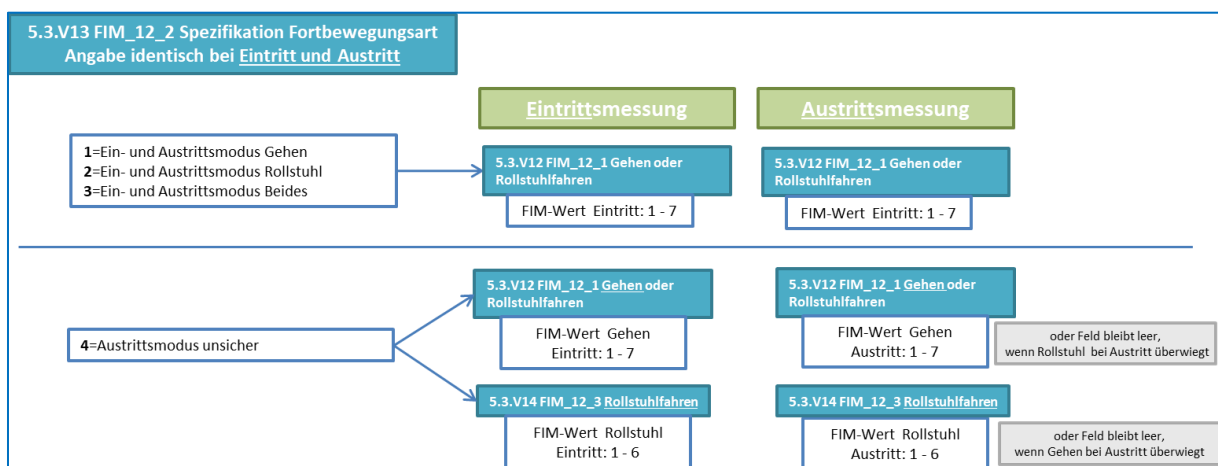 5.3.V13 FIM_12_2 Spezifikation Fortbewegungsart
Angabe identisch bei Eintritt und Austritt
Eintrittsmessung
Austrittsmessung
1=Ein- und Austrittsmodus Gehen
2=Ein- und Austrittsmodus Rollstuhl
3=Ein- und Austrittsmodus Beides
5.3.V12 FIM_12_1 Gehen oder
Rollstuhlfahren
FIM-Wert Eintritt: 1 - 7
5.3.V12 FIM_12_1 Gehen oder
Rollstuhlfahren
FIM-Wert Eintritt: 1 - 7
4=Austrittsmodus unsicher
5.3.V12 FIM_12_1 Gehen oder
Rollstuhlfahren
FIM-Wert Gehen
Eintritt: 1 - 7
5.3.V12 FIM_12_1 Gehen oder
Rollstuhlfahren
FIM-Wert Gehen
Austritt: 1 - 7
oder Feld bleibt leer,
wenn Rollstuhl bei Austritt überwiegt
5.3.V14 FIM_12_3 Rollstuhlfahren
FIM-Wert Rollstuhl
Eintritt: 1 - 6
5.3.V14 FIM_12_3 Rollstuhlfahren
FIM-Wert Rollstuhl
Austritt: 1 - 6
oder Feld bleibt leer,
wenn Gehen bei Austritt überwiegt